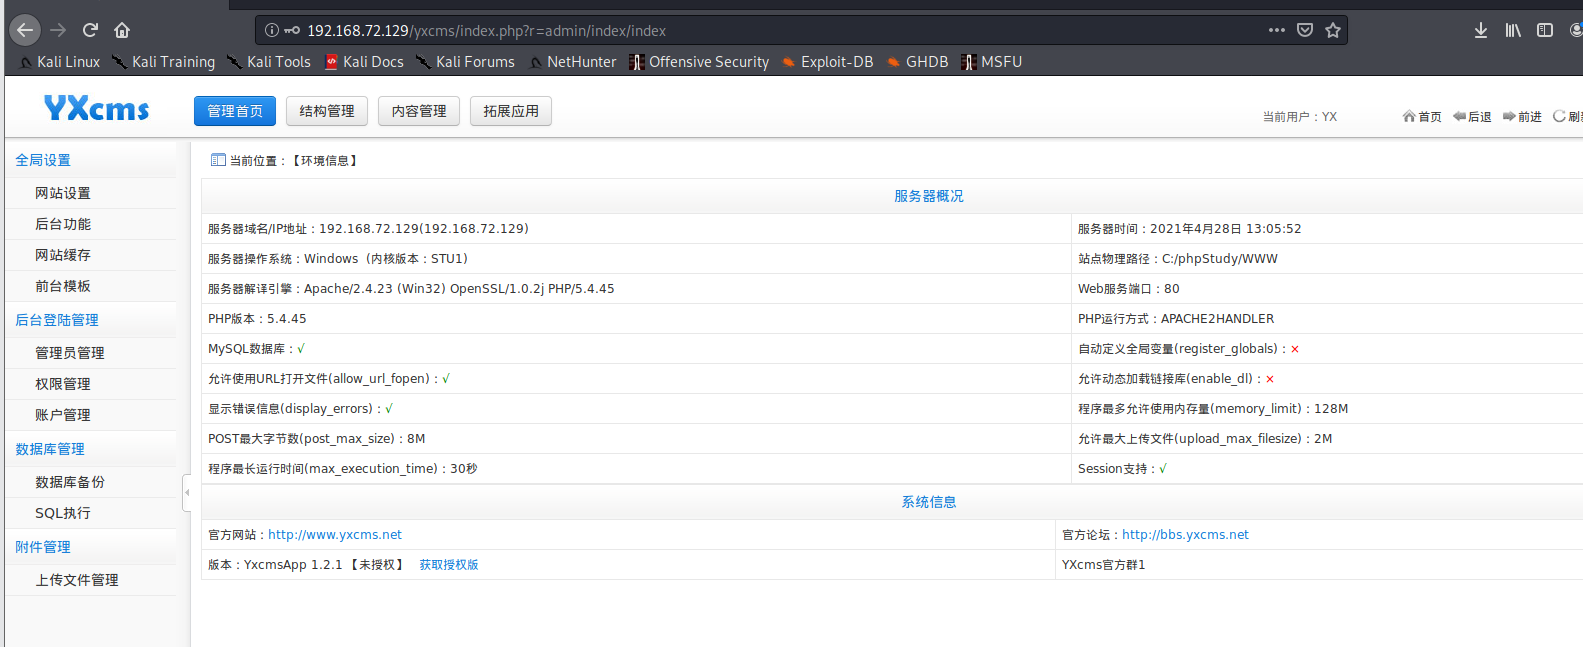 192.168.72.129/yxcms/index.php?r=admin/index/index
Kali Linux Kali Training Kali Tools Kali Docs Kali Forums NetHunter Offensive Security Exploit-DB GHDB MSFU
YXcms 管理首页 结构管理 内容管理 拓展应用 当前用户：YX 首页 后退 前进
全局设置
网站设置
后台功能
网站缓存
前台模板
后台登陆管理
管理员管理
权限管理
账户管理
数据库管理
数据库备份
SQL执行
附件管理
上传文件管理
当前位置：【环境信息】
服务器概况
服务器域名/IP地址：192.168.72.129(192.168.72.129) 服务器时间：2021年4月28日 13:05:52
服务器操作系统：Windows (内核版本：STU1) 站点物理路径：C:/phpStudy/WWW
服务器解译引擎：Apache/2.4.23 (Win32) OpenSSL/1.0.2j PHP/5.4.45 Web服务端口：80
PHP版本：5.4.45 PHP运行方式：APACHE2HANDLER
MySQL数据库：√ 自动定义全局变量(register_globals)：×
允许使用URL打开文件(allow_url_fopen)：√ 允许动态加载链接库(enable_dl)：×
显示错误信息(display_errors)：√ 程序最多允许使用内存量(memory_limit)：128M
POST最大字节数(post_max_size)：8M 允许最大上传文件(upload_max_filesize)：2M
程序最长运行时间(max_execution_time)：30秒 Session支持：√
系统信息
官方网站：http://www.yxcms.net 官方论坛：http://bbs.yxcms.net
版本：YxcmsApp 1.2.1 【未授权】 获取授权版 YXcms官方群1